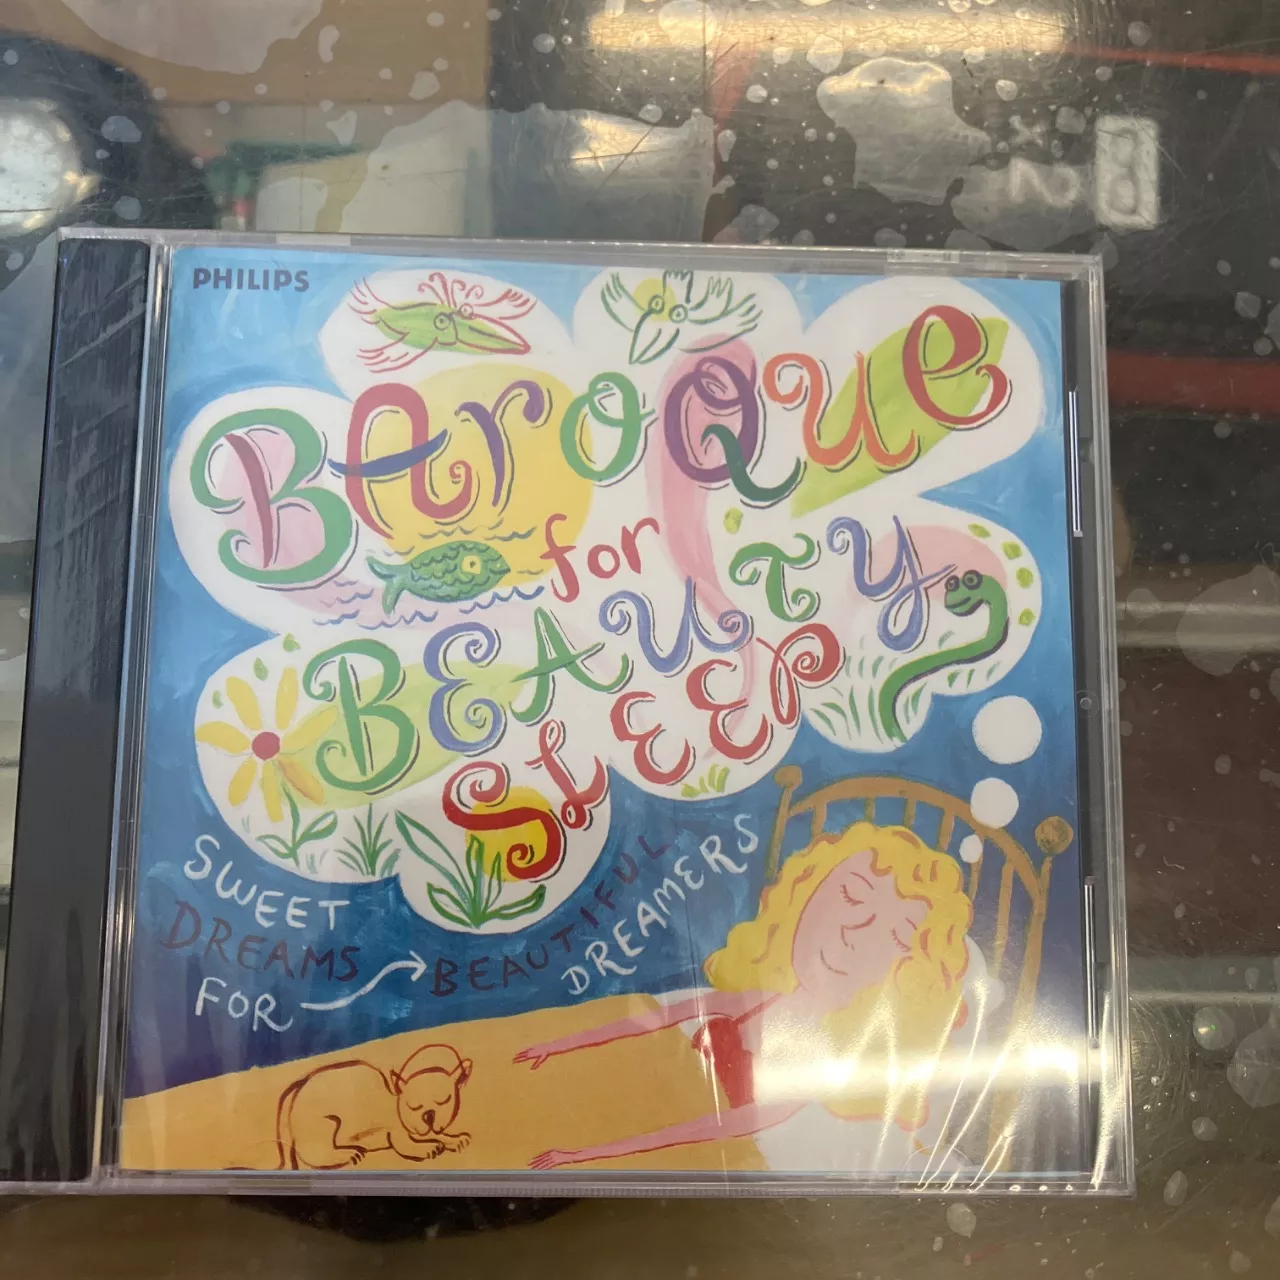 PHILIPS
BAroQue
for
BEAUTY
SLEEP
SWEET
DREAMS
FOR
BEAUTIFUL
DREAMERS